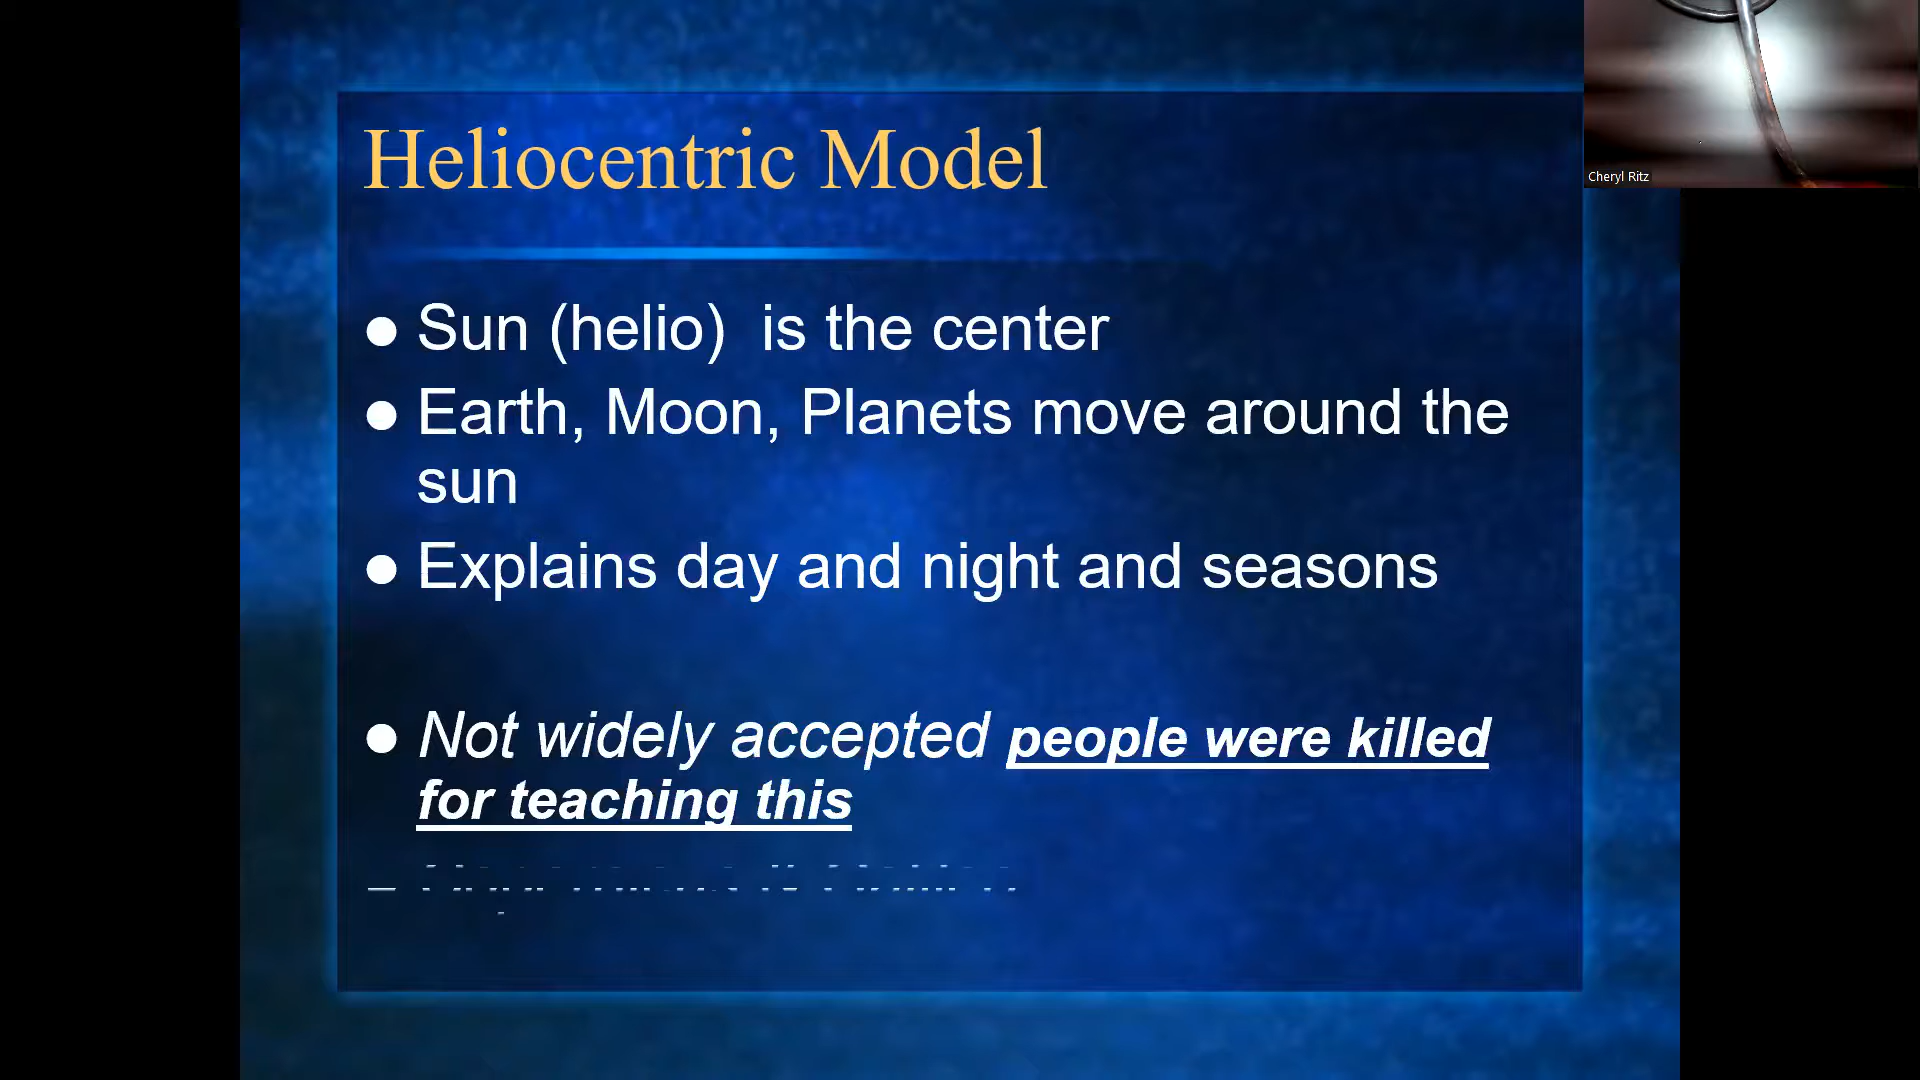 Heliocentric Model
Cheryl Ritz
● Sun (helio)  is the center
● Earth, Moon, Planets move around the
sun
● Explains day and night and seasons
● Not widely accepted people were killed
for teaching this